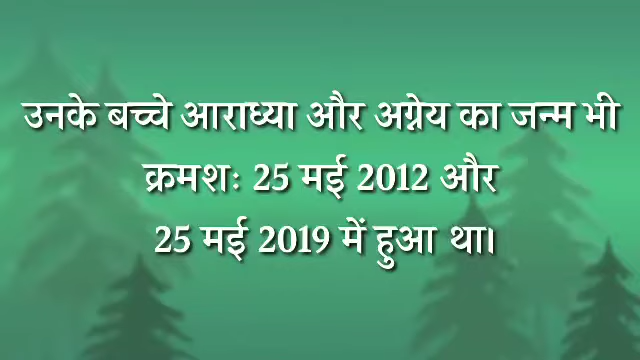 उनके बच्चे आराध्या और अग्नेय का जन्म भी
क्रमशः 25 मई 2012 और
25 मई 2019 में हुआ था।